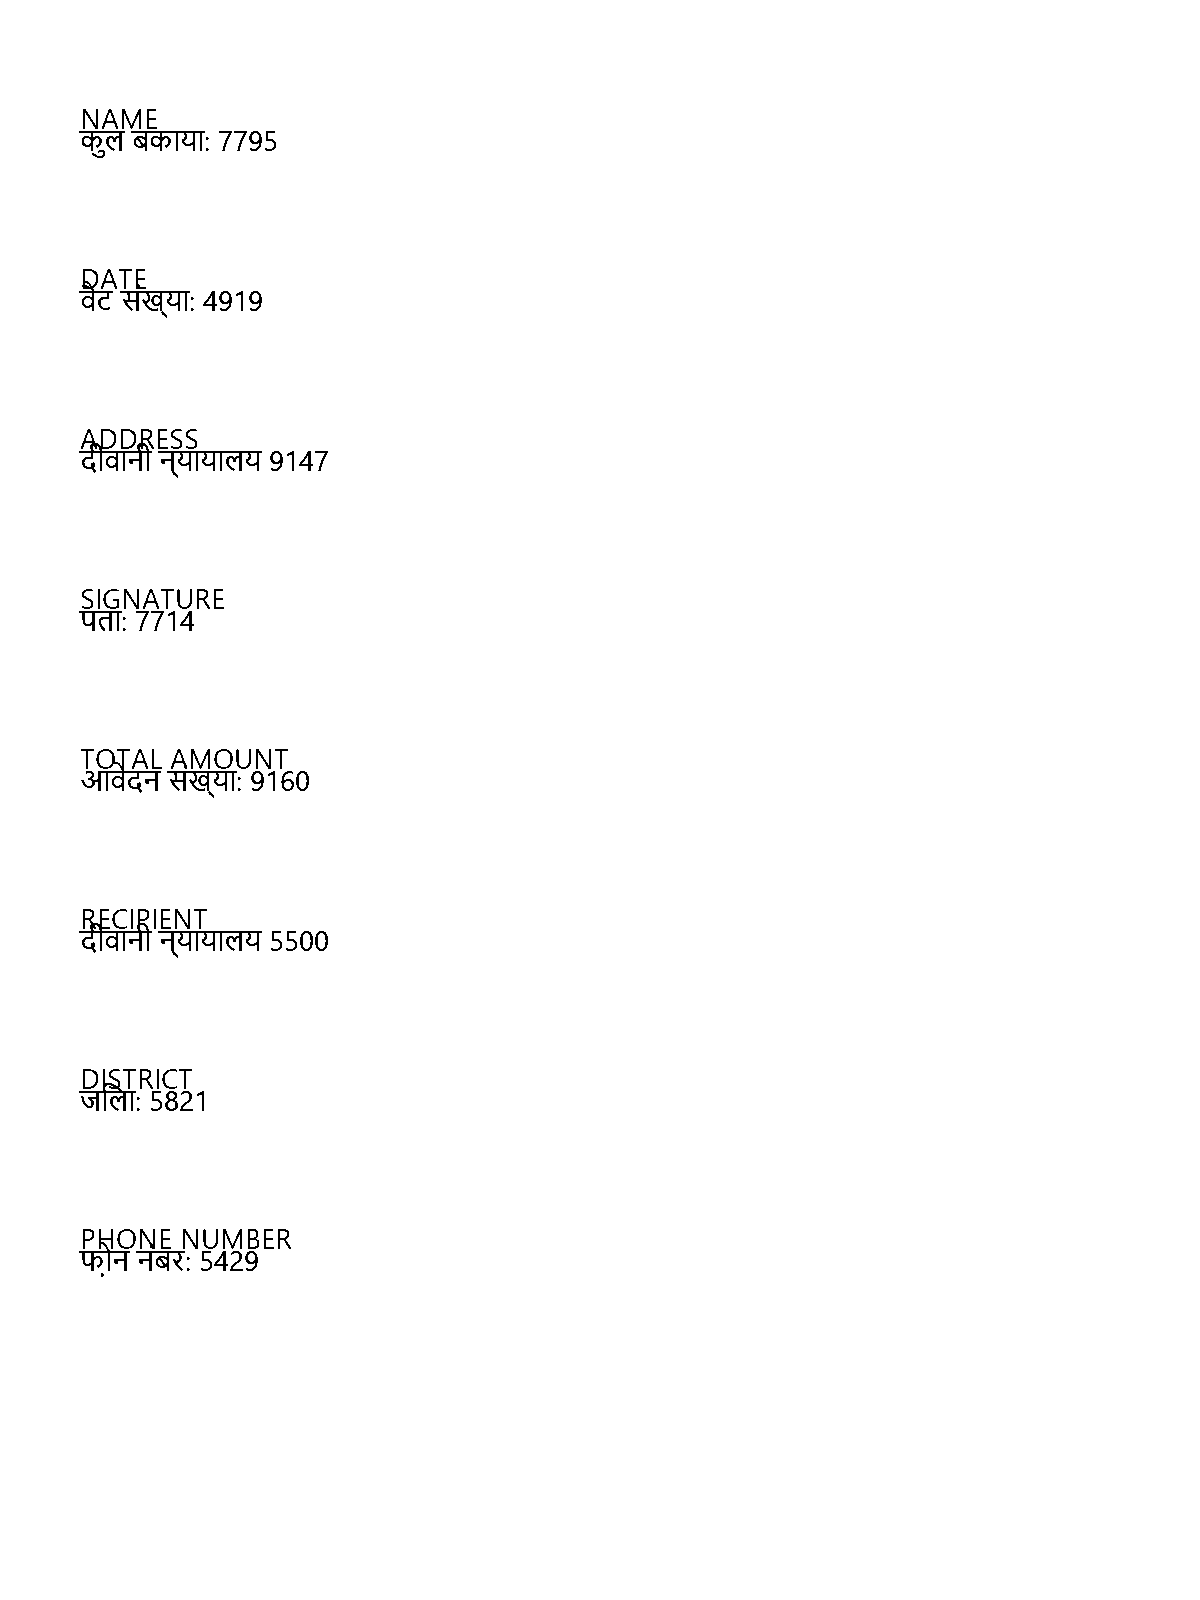 NAME
कुल बकाया: 7795
DATE
वैट संख्या: 4919
ADDRESS
दीवानी न्यायालय 9147
SIGNATURE
पता: 7714
TOTAL AMOUNT
आवेदन संख्या: 9160
RECIPIENT
दीवानी न्यायालय 5500
DISTRICT
जिला: 5821
PHONE NUMBER
फ़ोन नंबर: 5429